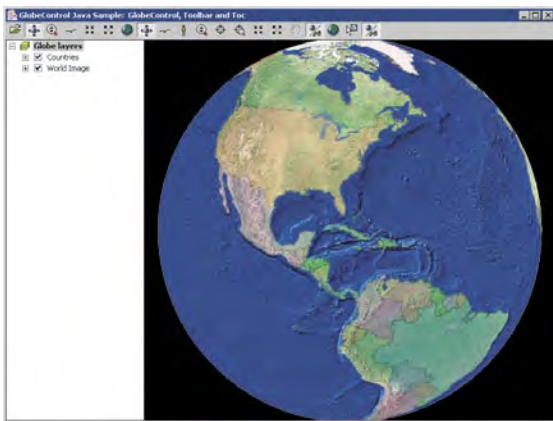 GlobeControl Java Sample: GlobeControl, Toolbar and Toc
Globe layers
Countries
World Image